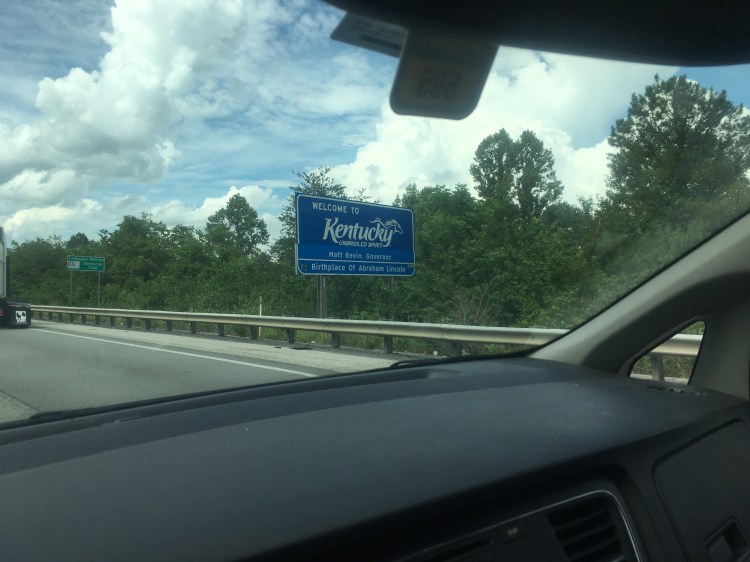 WELCOME TO
Kentucky
UNBRIDLED SPIRIT
Matt Bevin, Governor
Birthplace Of Abraham Lincoln